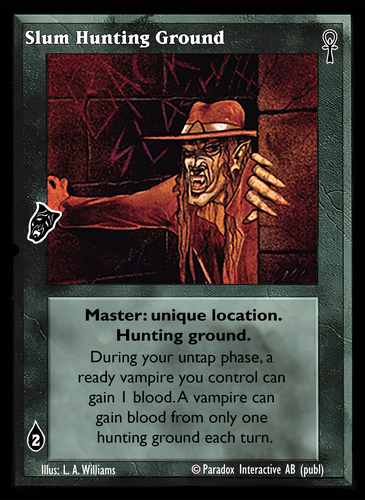 Slum Hunting Ground
Master: unique location.
Hunting ground.
During your untap phase, a
ready vampire you control can
gain 1 blood. A vampire can
gain blood from only one
hunting ground each turn.
2
Illus: L. A. Williams © Paradox Interactive AB (publ)